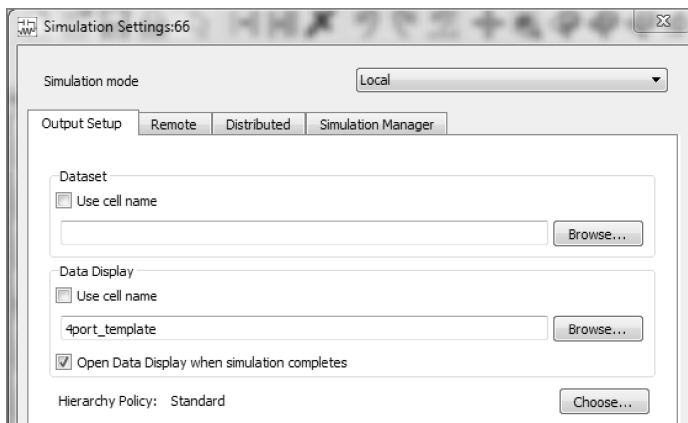 Simulation Settings:66
Simulation mode
Local
Output Setup
Remote
Distributed
Simulation Manager
Dataset
Use cell name
Browse...
Data Display
Use cell name
4port_template
Browse...
Open Data Display when simulation completes
Hierarchy Policy: Standard
Choose...